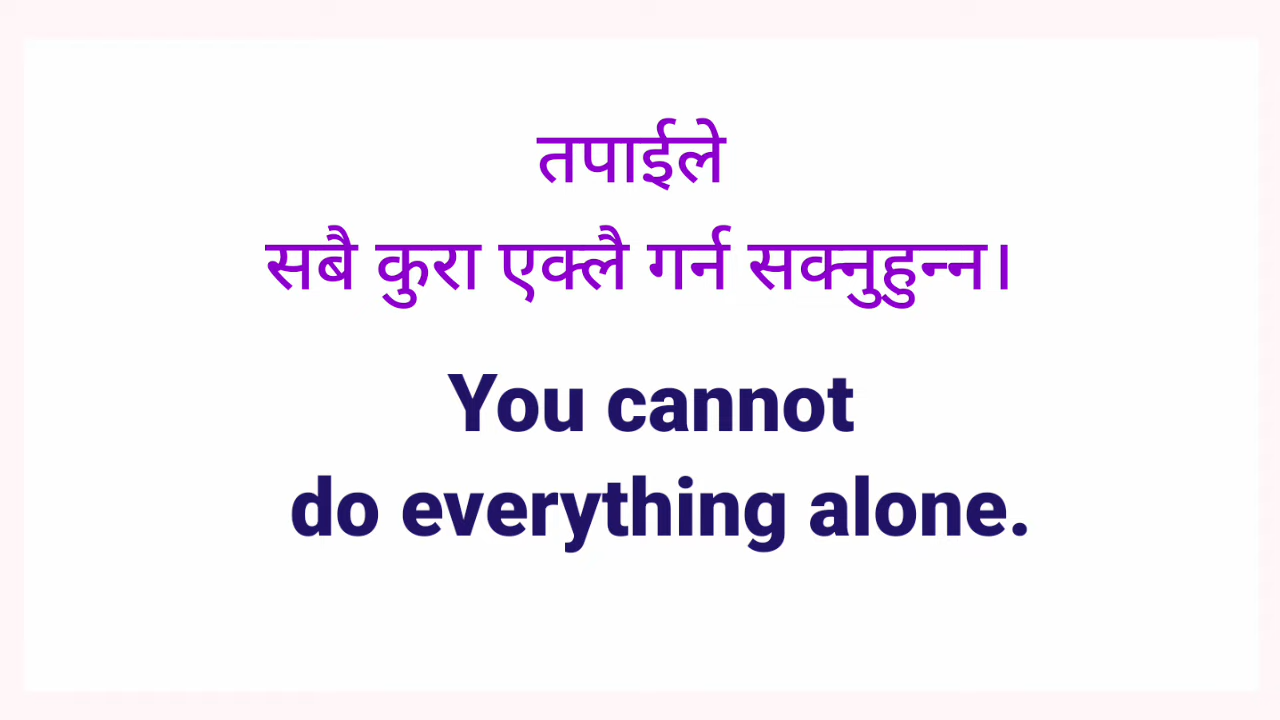 तपाईले
सबै कुरा एक्लै गर्न सक्नुहुन्न।
You cannot
do everything alone.